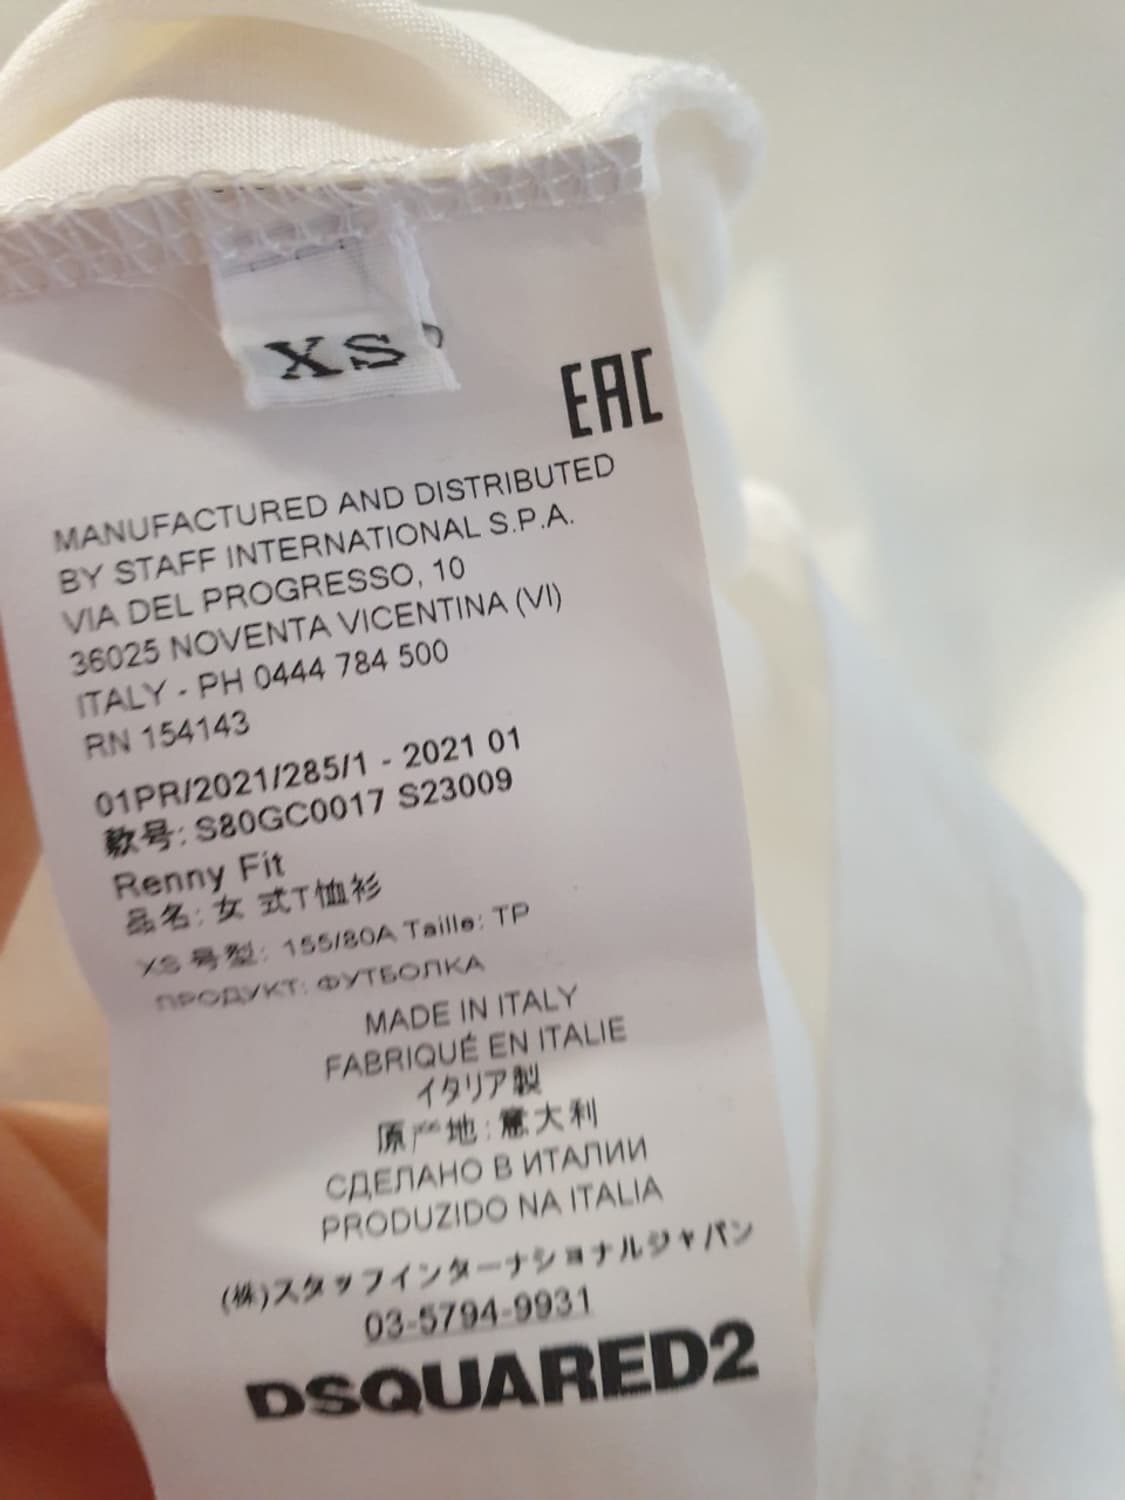 XS
EAC
MANUFACTURED AND DISTRIBUTED
BY STAFF INTERNATIONAL S.P.A.
VIA DEL PROGRESSO, 10
36025 NOVENTA VICENTINA (VI)
ITALY - PH 0444 784 500
RN 154143
01PR/2021/285/1 - 2021 01
款号: S80GC0017 S23009
Renny Fit
品名: 女 式T恤衫
XS 号型: 155/80A Taille: TP
ПРОДУКТ: ФУТБОЛКА
MADE IN ITALY
FABRIQUÉ EN ITALIE
イタリア製
原产地: 意大利
СДЕЛАНО В ИТАЛИИ
PRODUZIDO NA ITALIA
(株)スタッフインターナショナルジャパン
03-5794-9931
DSQUARED2